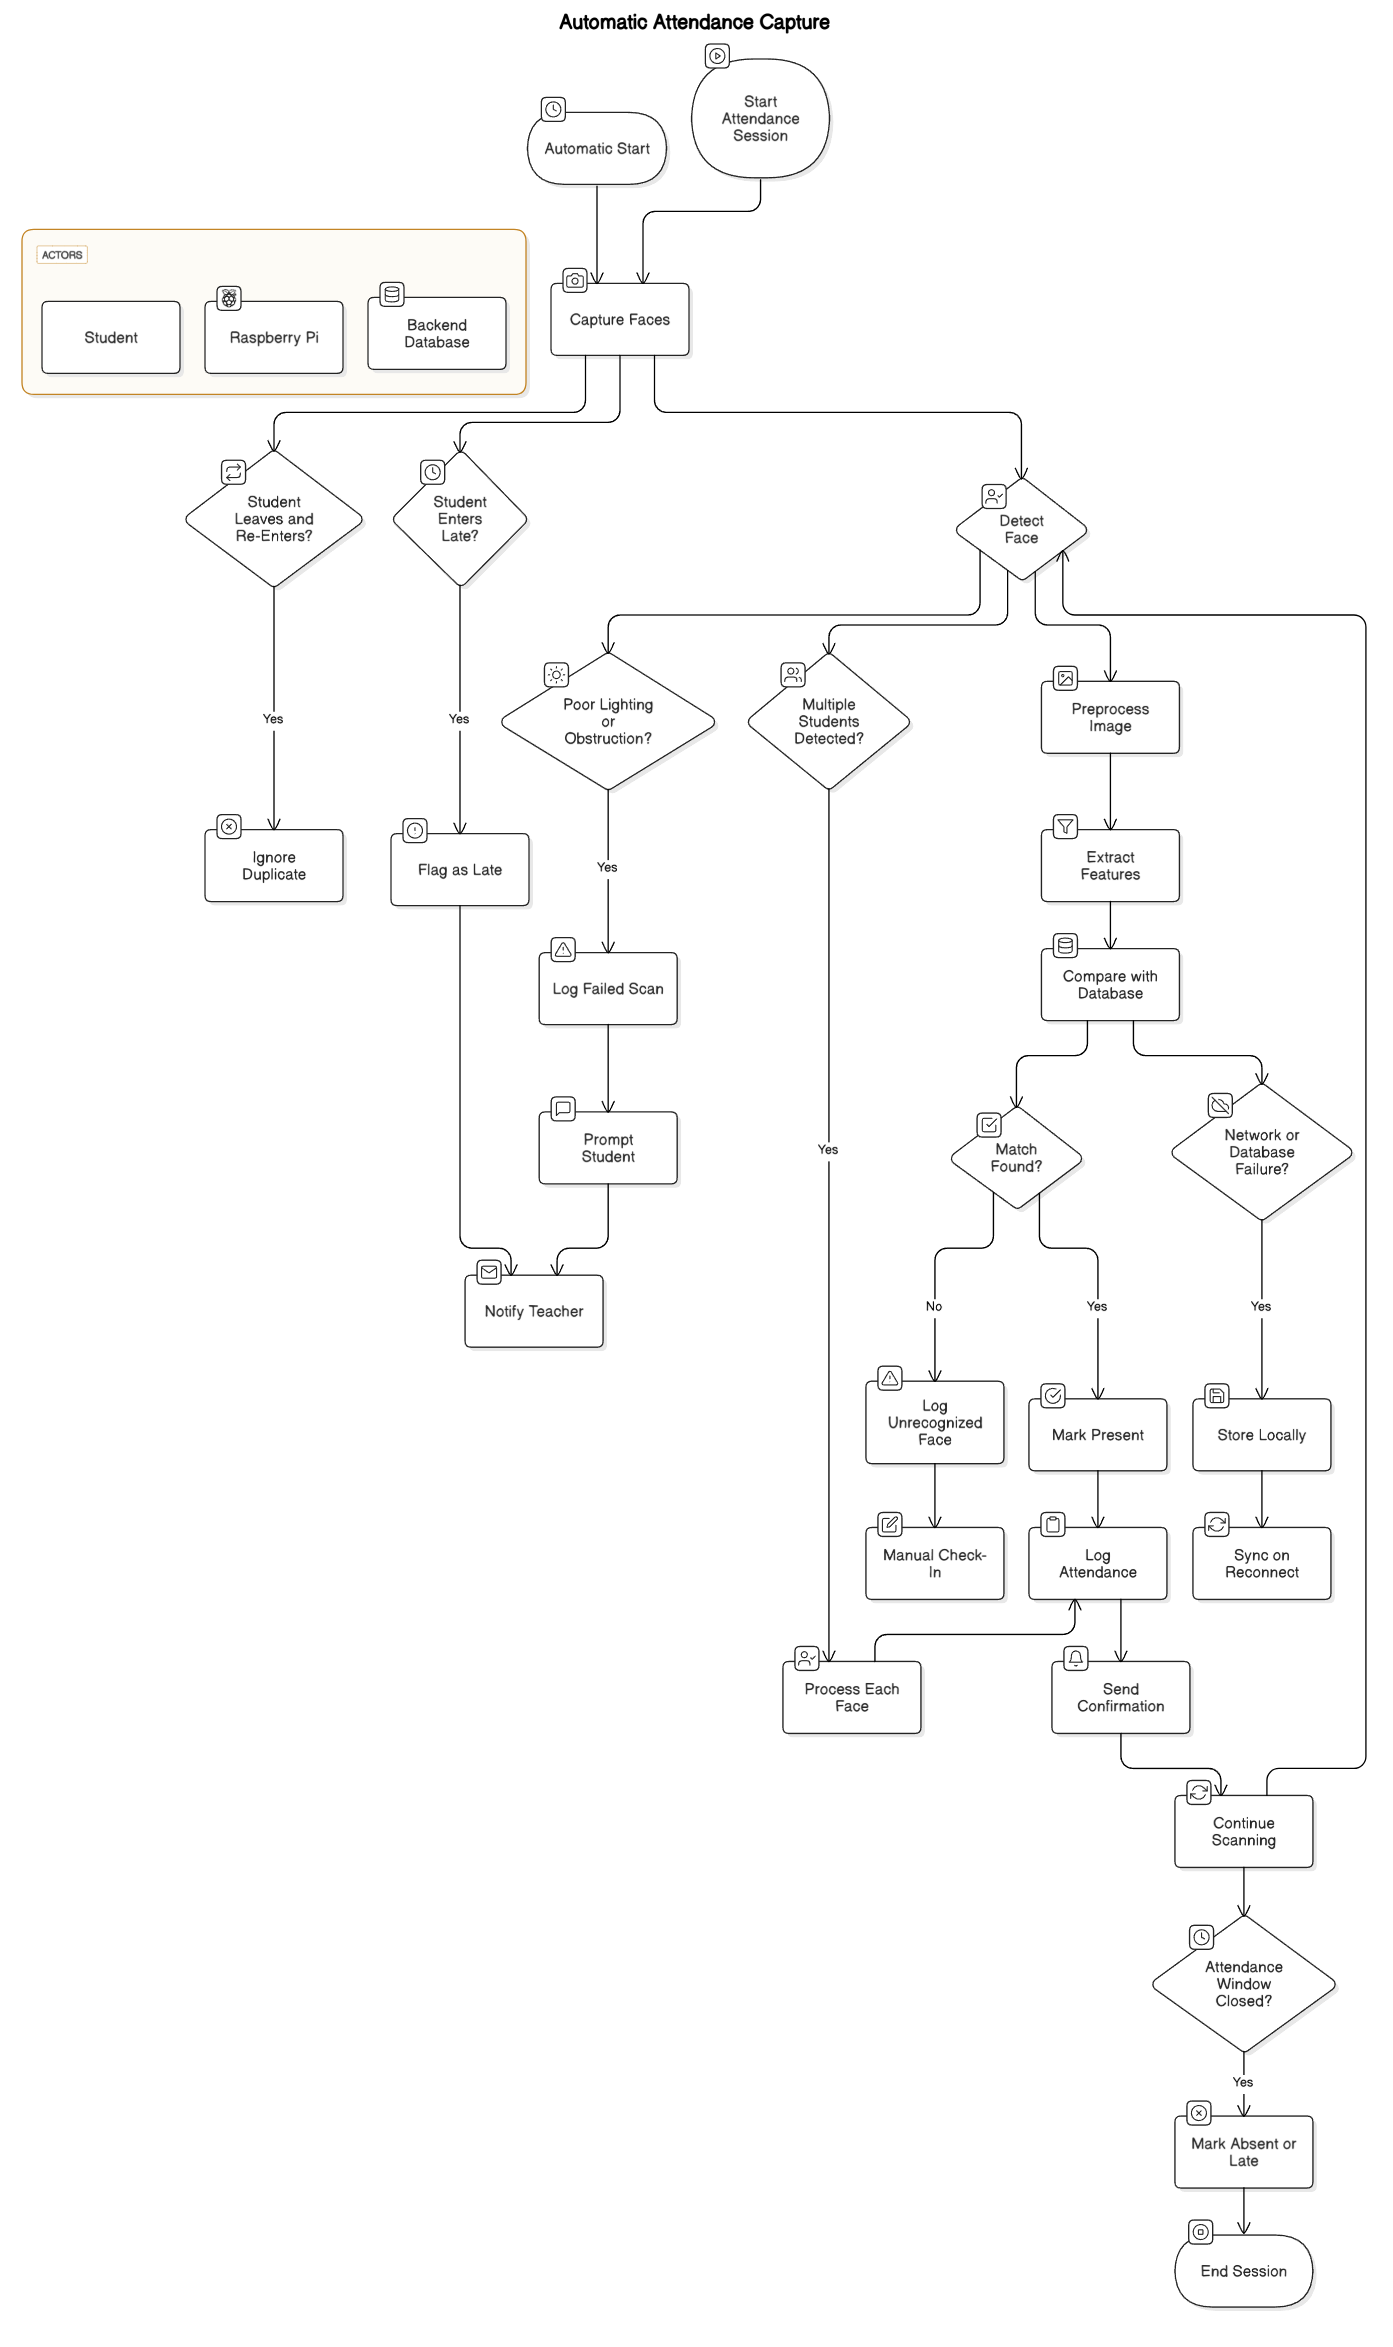 Automatic Attendance Capture
Start
Attendance
Session
Automatic Start
ACTORS
Student
Raspberry Pi
Backend
Database
Capture Faces
Student
Leaves and
Re-Enters?
Student
Enters
Late?
Detect
Face
Poor Lighting
or
Obstruction?
Multiple
Students
Detected?
Preprocess
Image
Yes
Yes
Ignore
Duplicate
Flag as Late
Yes
Extract
Features
Log Failed Scan
Compare with
Database
Prompt
Student
Yes
Match
Found?
Network or
Database
Failure?
Notify Teacher
No
Yes
Yes
Log
Unrecognized
Face
Mark Present
Store Locally
Manual Check-
In
Log
Attendance
Sync on
Reconnect
Process Each
Face
Send
Confirmation
Continue
Scanning
Attendance
Window
Closed?
Yes
Mark Absent or
Late
End Session